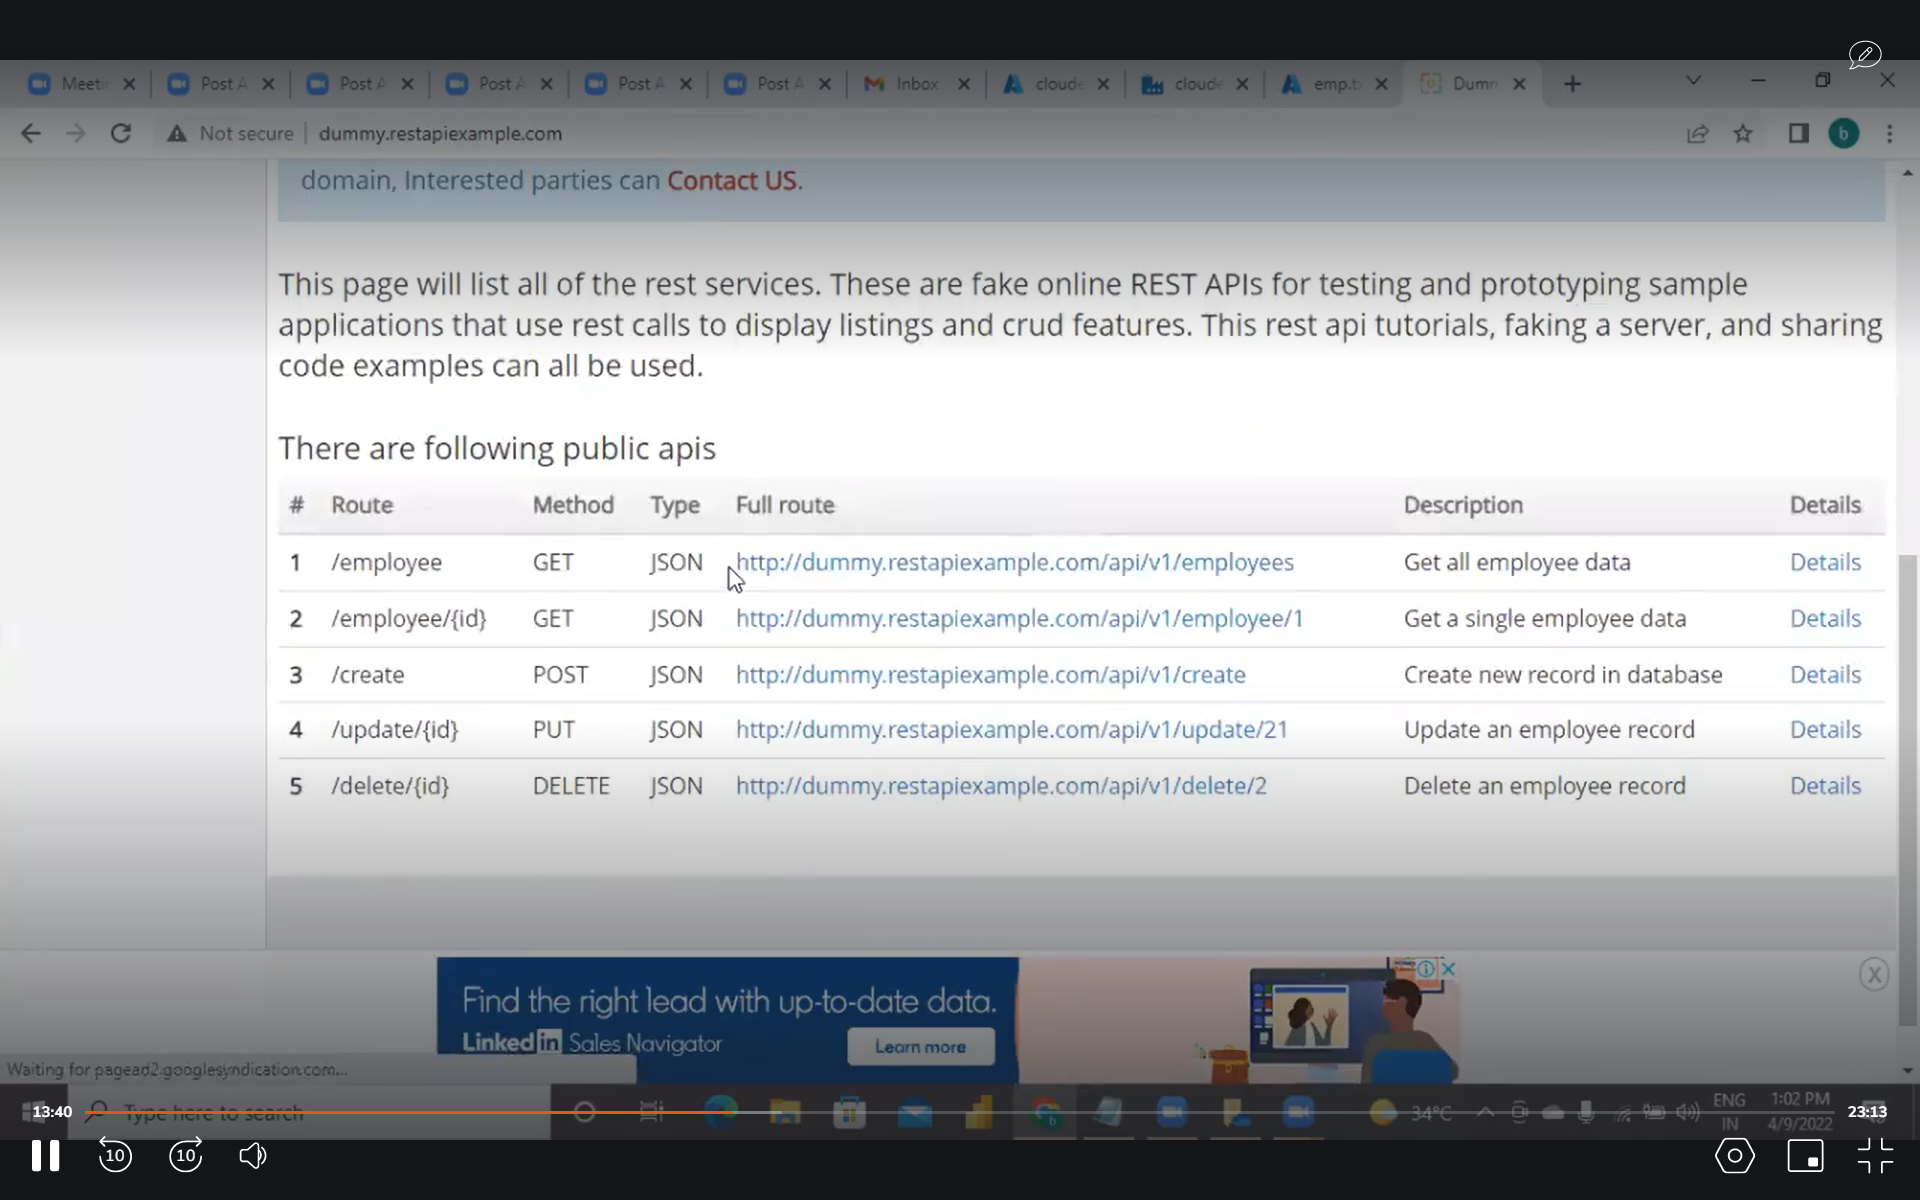 Meetin
Post A
Post A
Post A
Post A
Post A
Inbox
cloude
cloude
emp.tx
Dumm
Not secure
dummy.restapiexample.com
b
domain, Interested parties can Contact US.
This page will list all of the rest services. These are fake online REST APIs for testing and prototyping sample
applications that use rest calls to display listings and crud features. This rest api tutorials, faking a server, and sharing
code examples can all be used.
There are following public apis
# Route Method Type Full route Description Details
1 /employee GET JSON http://dummy.restapiexample.com/api/v1/employees Get all employee data Details
2 /employee/{id} GET JSON http://dummy.restapiexample.com/api/v1/employee/1 Get a single employee data Details
3 /create POST JSON http://dummy.restapiexample.com/api/v1/create Create new record in database Details
4 /update/{id} PUT JSON http://dummy.restapiexample.com/api/v1/update/21 Update an employee record Details
5 /delete/{id} DELETE JSON http://dummy.restapiexample.com/api/v1/delete/2 Delete an employee record Details
Find the right lead with up-to-date data.
Linked in Sales Navigator
Learn more
Waiting for pagead2.googlesyndication.com...
Type here to search
34°C
ENG
IN
1:02 PM
4/9/2022
13:40
23:13
10
10